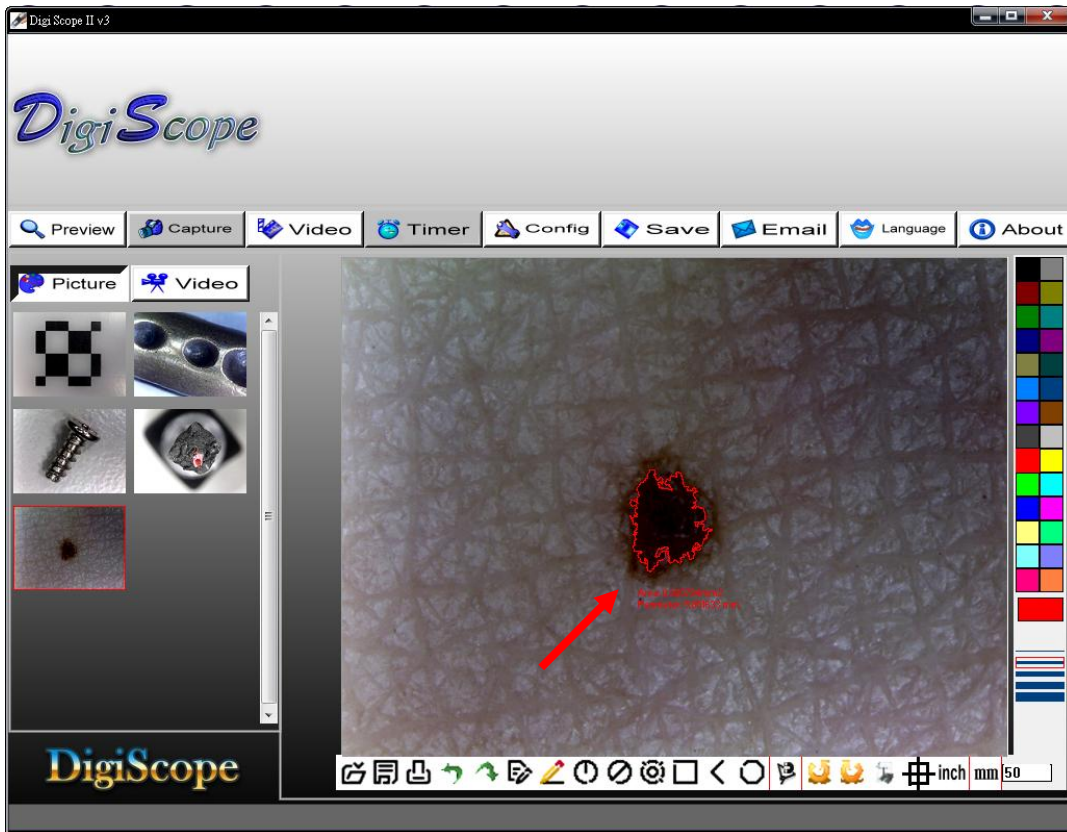 Digi Scope II v3
DigiScope
Preview
Capture
Video
Timer
Config
Save
Email
Language
About
Picture
Video
DigiScope
inch
mm
50